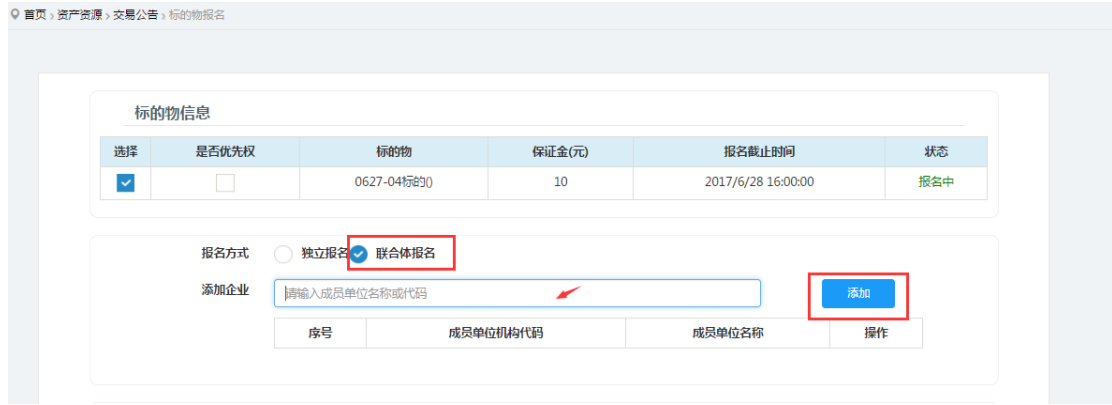 首页 › 资产资源 › 交易公告 › 标的物报名
标的物信息
选择 是否优先权 标的物 保证金(元) 报名截止时间 状态
0627-04标的() 10 2017/6/28 16:00:00 报名中
报名方式 独立报名 联合体报名
添加企业 请输入成员单位名称或代码 添加
序号 成员单位机构代码 成员单位名称 操作